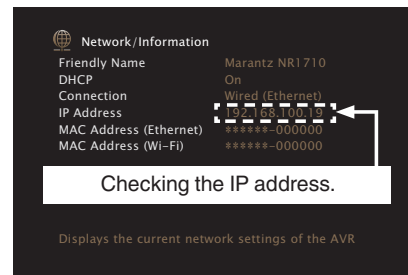 Network/Information
Friendly Name Marantz NR1710
DHCP On
Connection Wired (Ethernet)
IP Address 192.168.100.19
MAC Address (Ethernet) ******-000000
MAC Address (Wi-Fi) ******-000000
Checking the IP address.
Displays the current network settings of the AVR